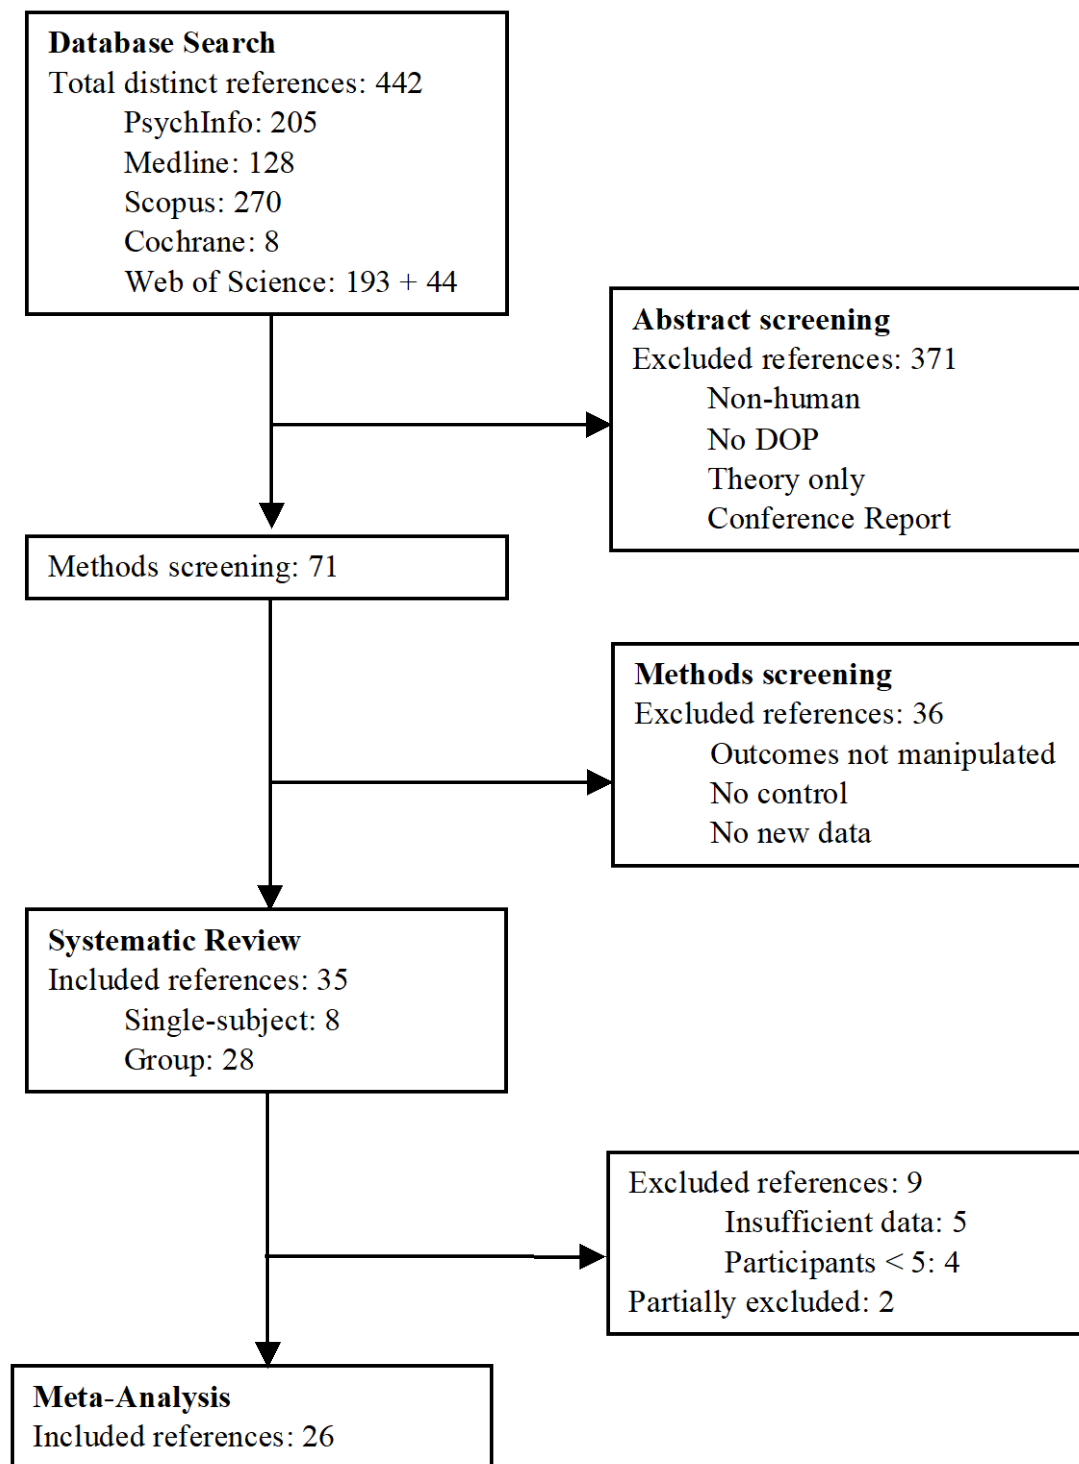 Database Search
Total distinct references: 442
PsychInfo: 205
Medline: 128
Scopus: 270
Cochrane: 8
Web of Science: 193 + 44
Abstract screening
Excluded references: 371
Non-human
No DOP
Theory only
Conference Report
Methods screening: 71
Methods screening
Excluded references: 36
Outcomes not manipulated
No control
No new data
Systematic Review
Included references: 35
Single-subject: 8
Group: 28
Excluded references: 9
Insufficient data: 5
Participants < 5: 4
Partially excluded: 2
Meta-Analysis
Included references: 26